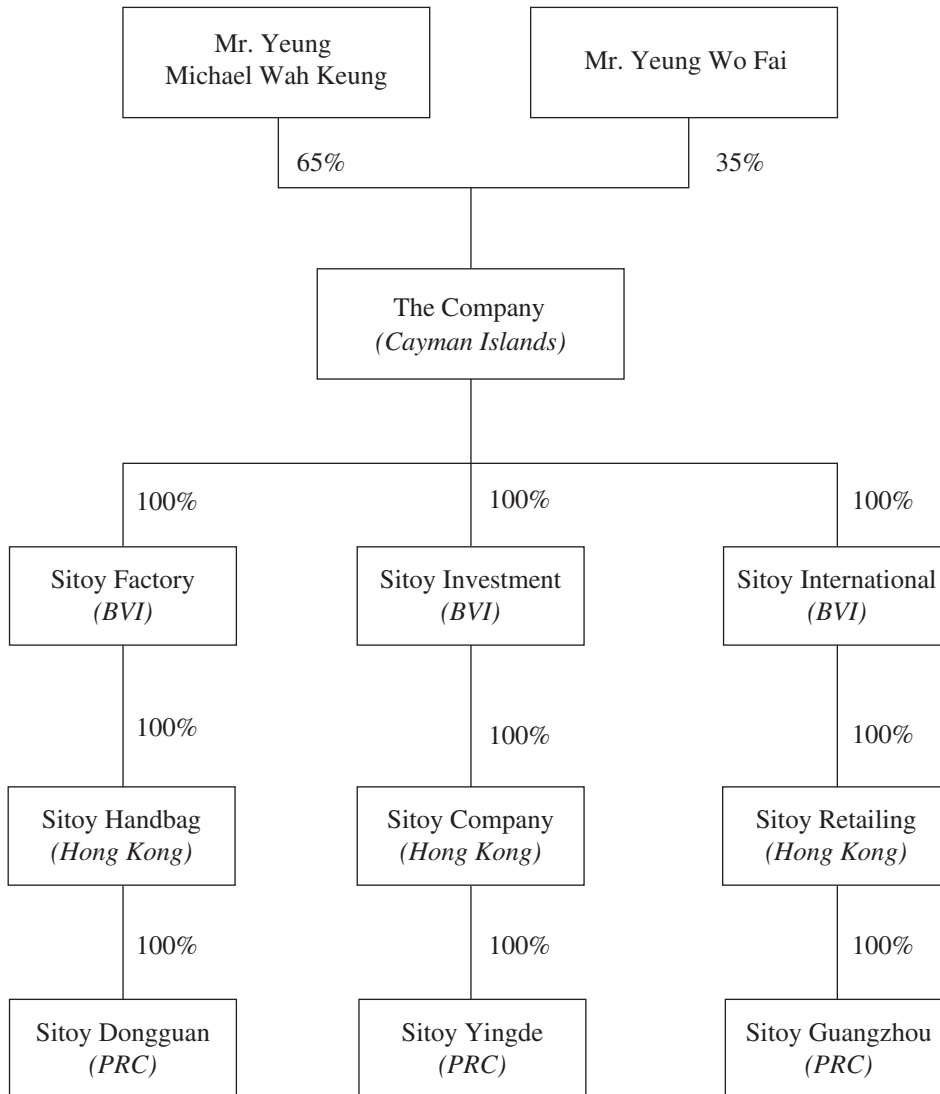 Mr. Yeung
Michael Wah Keung
Mr. Yeung Wo Fai
65%
35%
The Company
(Cayman Islands)
100%
100%
100%
Sitoy Factory
(BVI)
Sitoy Investment
(BVI)
Sitoy International
(BVI)
100%
100%
100%
Sitoy Handbag
(Hong Kong)
Sitoy Company
(Hong Kong)
Sitoy Retailing
(Hong Kong)
100%
100%
100%
Sitoy Dongguan
(PRC)
Sitoy Yingde
(PRC)
Sitoy Guangzhou
(PRC)